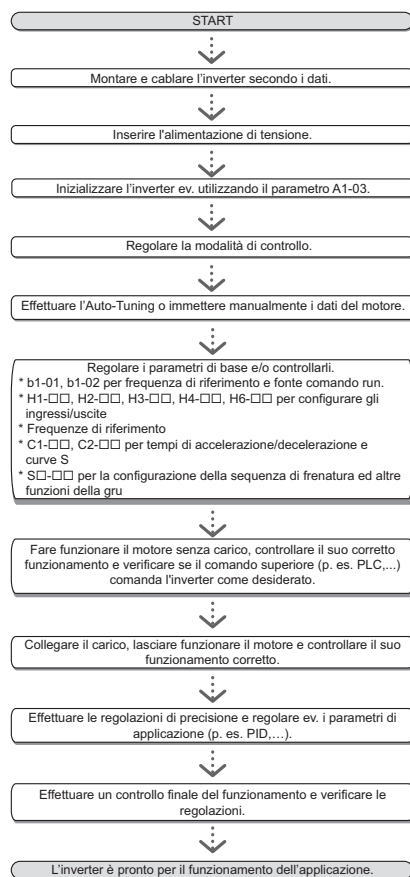 START
Montare e cablare l'inverter secondo i dati.
Inserire l'alimentazione di tensione.
Inizializzare l'inverter ev. utilizzando il parametro A1-03.
Regolare la modalità di controllo.
Effettuare l'Auto-Tuning o immettere manualmente i dati del motore.
Regolare i parametri di base e/o controllarli.
* b1-01, b1-02 per frequenza di riferimento e fonte comando run.
* H1-□□, H2-□□, H3-□□, H4-□□, H6-□□ per configurare gli
ingressi/uscite
* Frequenze di riferimento
* C1-□□, C2-□□ per tempi di accelerazione/decelerazione e
curve S
* S□-□□ per la configurazione della sequenza di frenatura ed altre
funzioni della gru
Fare funzionare il motore senza carico, controllare il suo corretto
funzionamento e verificare se il comando superiore (p. es. PLC,...)
comanda l'inverter come desiderato.
Collegare il carico, lasciare funzionare il motore e controllare il suo
funzionamento corretto.
Effettuare le regolazioni di precisione e regolare ev. i parametri di
applicazione (p. es. PID,…).
Effettuare un controllo finale del funzionamento e verificare le
regolazioni.
L'inverter è pronto per il funzionamento dell'applicazione.